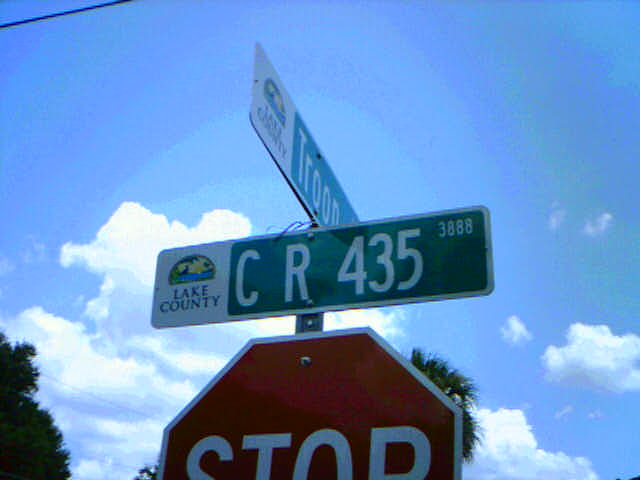 LAKE
COUNTY
Troon
LAKE
COUNTY
C R 435
3888
STOP